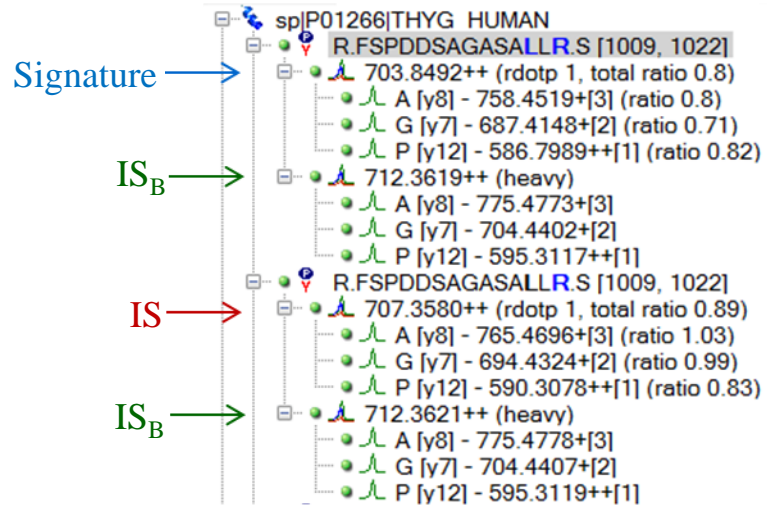 sp|P01266|THYG_HUMAN
R.FSPDDSAGASALLR.S [1009, 1022]
Signature
703.8492++ (rdotp 1, total ratio 0.8)
A [y8] - 758.4519+[3] (ratio 0.8)
G [y7] - 687.4148+[2] (ratio 0.71)
P [y12] - 586.7989++[1] (ratio 0.82)
ISB
712.3619++ (heavy)
A [y8] - 775.4773+[3]
G [y7] - 704.4402+[2]
P [y12] - 595.3117++[1]
R.FSPDDSAGASALLR.S [1009, 1022]
IS
707.3580++ (rdotp 1, total ratio 0.89)
A [y8] - 765.4696+[3] (ratio 1.03)
G [y7] - 694.4324+[2] (ratio 0.99)
P [y12] - 590.3078++[1] (ratio 0.83)
ISB
712.3621++ (heavy)
A [y8] - 775.4778+[3]
G [y7] - 704.4407+[2]
P [y12] - 595.3119++[1]